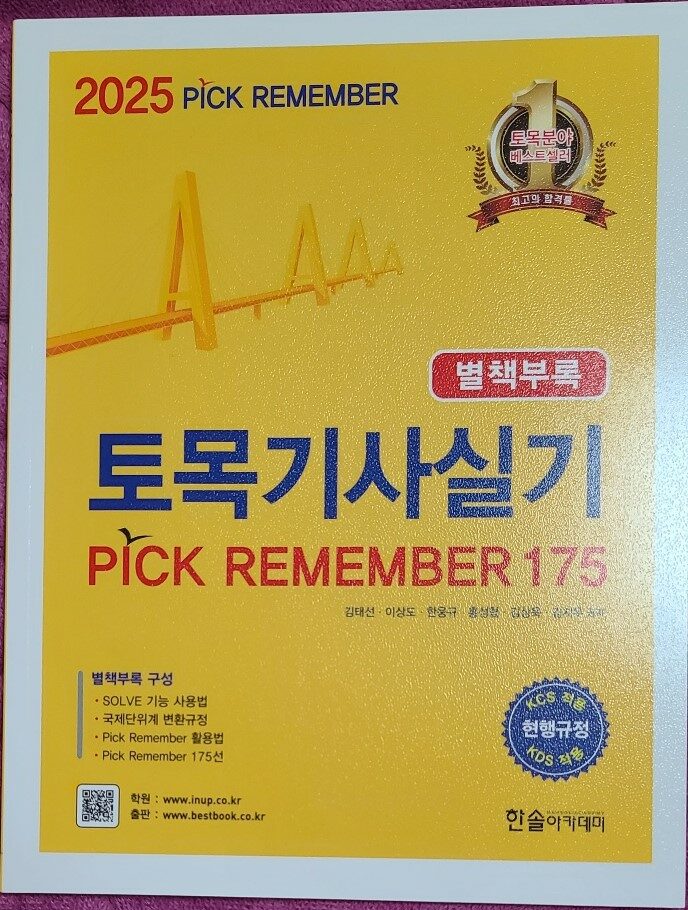 2025 PICK REMEMBER
1
토목분야
베스트셀러
최고의 합격률
별책부록
토목기사실기
PICK REMEMBER 175
김태선 · 이상도 · 한웅규 · 홍성협 · 김상욱 ·
별책부록 구성
· SOLVE 기능 사용법
· 국제단위계 변환규정
· Pick Remember 활용법
· Pick Remember 175선
KCS 적용
현행규정
KDS 적용
학원 : www.inup.co.kr
출판 : www.bestbook.co.kr
한솔아카데미